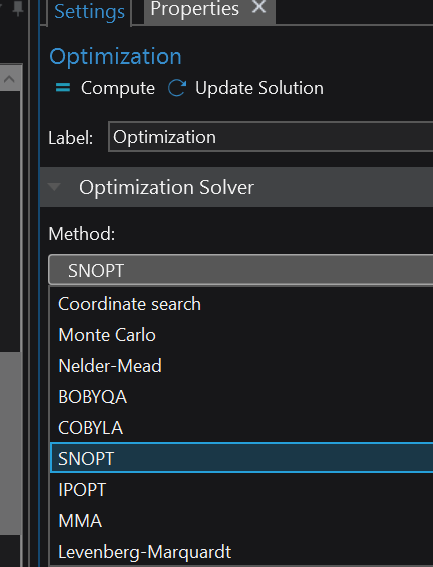 Settings Properties
Optimization
Compute Update Solution
Label: Optimization
Optimization Solver
Method:
SNOPT
Coordinate search
Monte Carlo
Nelder-Mead
BOBYQA
COBYLA
SNOPT
IPOPT
MMA
Levenberg-Marquardt